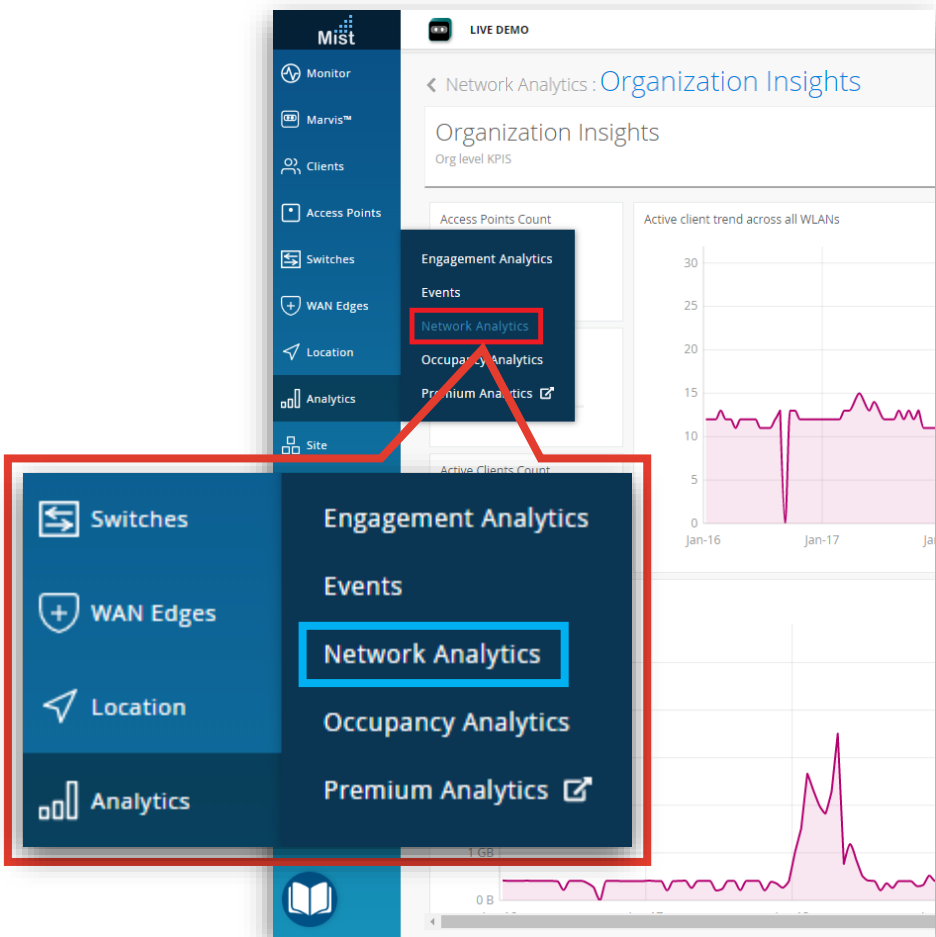 Mist
LIVE DEMO
Monitor
Marvis™
Clients
Access Points
Switches
WAN Edges
Location
Analytics
Site
Network Analytics : Organization Insights
Organization Insights
Org level KPIS
Access Points Count
Engagement Analytics
Events
Network Analytics
Occupancy Analytics
Premium Analytics
Active Clients Count
Active client trend across all WLANs
30
25
20
15
10
5
0
Jan-16
Jan-17
Switches
WAN Edges
Location
Analytics
Engagement Analytics
Events
Network Analytics
Occupancy Analytics
Premium Analytics
1 GB
0 B